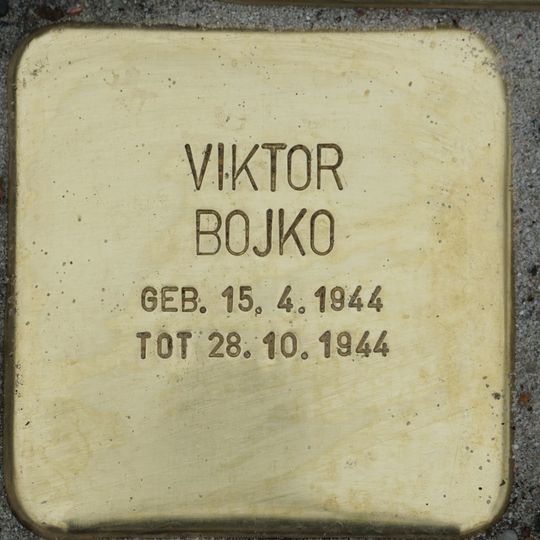 VIKTOR
BOJKO
GEB. 15. 4. 1944
TOT 28. 10. 1944